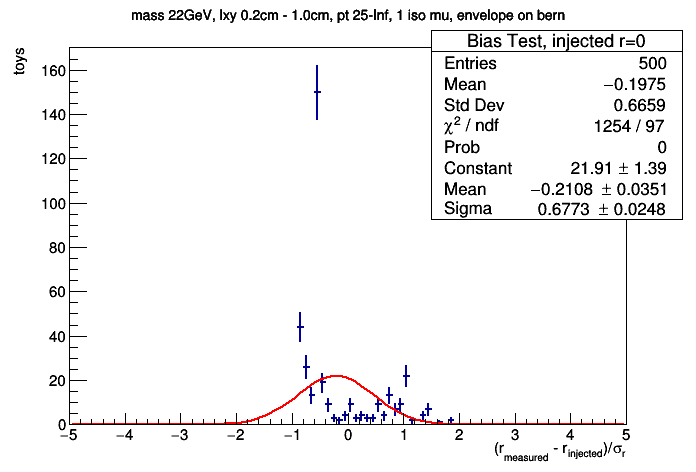 mass 22GeV, lxy 0.2cm - 1.0cm, pt 25-Inf, 1 iso mu, envelope on bern
Bias Test, injected r=0
Entries 500
Mean −0.1975
Std Dev 0.6659
χ² / ndf 1254 / 97
Prob 0
Constant 21.91 ± 1.39
Mean −0.2108 ± 0.0351
Sigma 0.6773 ± 0.0248
toys
160
140
120
100
80
60
40
20
0
−5 −4 −3 −2 −1 0 1 2 3 4 5
(r_measured - r_injected)/σ_r